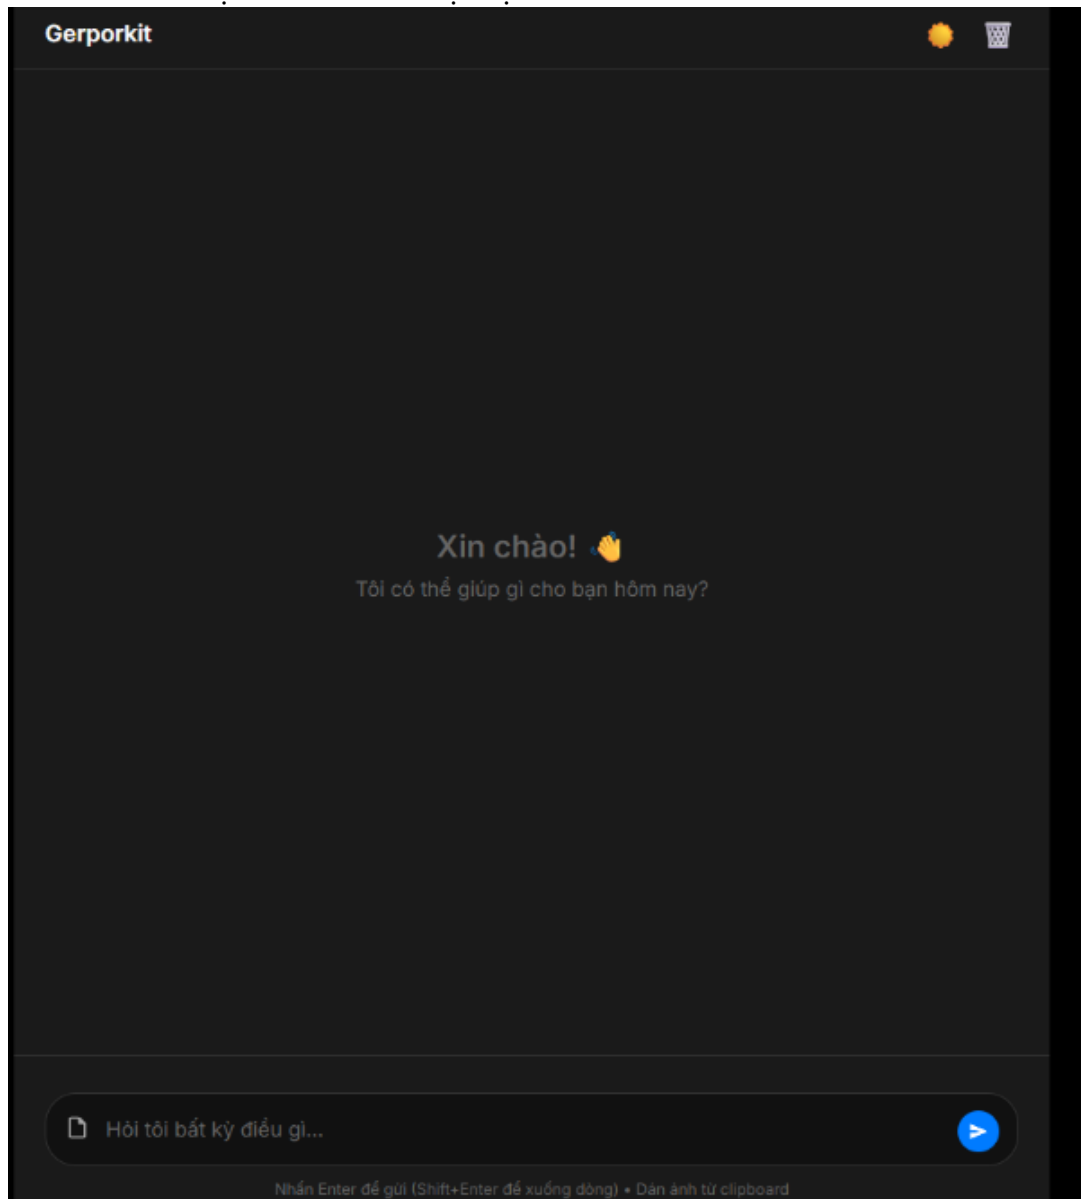 Gerporkit
Xin chào! 👋
Tôi có thể giúp gì cho bạn hôm nay?
Hỏi tôi bất kỳ điều gì...
Nhấn Enter để gửi (Shift+Enter để xuống dòng) • Dán ảnh từ clipboard